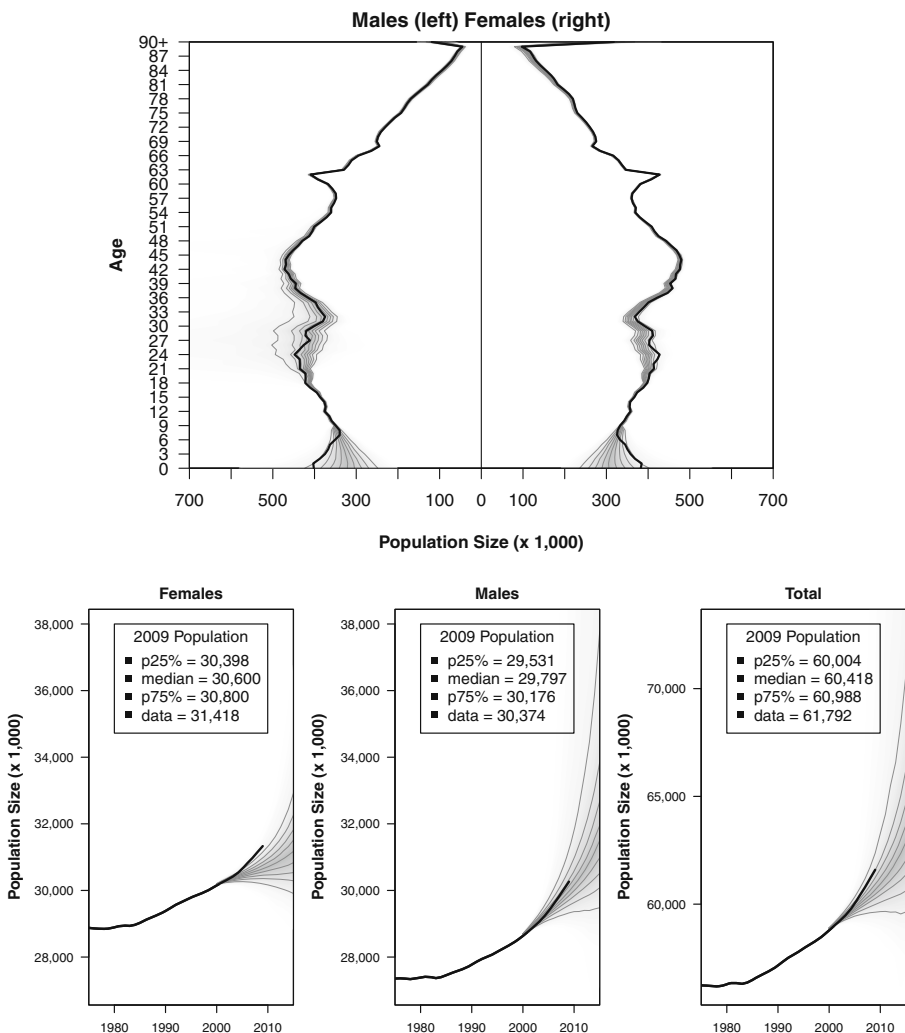 Males (left) Females (right)
Age
90+
87
84
81
78
75
72
69
66
63
60
57
54
51
48
45
42
39
36
33
30
27
24
21
18
15
12
9
6
3
0
700 500 300 100 0 100 300 500 700
Population Size (x 1,000)
Females
Population Size (x 1,000)
38,000
36,000
34,000
32,000
30,000
28,000
2009 Population
p25% = 30,398
median = 30,600
p75% = 30,800
data = 31,418
1980 1990 2000 2010
Males
Population Size (x 1,000)
38,000
36,000
34,000
32,000
30,000
28,000
2009 Population
p25% = 29,531
median = 29,797
p75% = 30,176
data = 30,374
1980 1990 2000 2010
Total
Population Size (x 1,000)
70,000
65,000
60,000
2009 Population
p25% = 60,004
median = 60,418
p75% = 60,988
data = 61,792
1980 1990 2000 2010